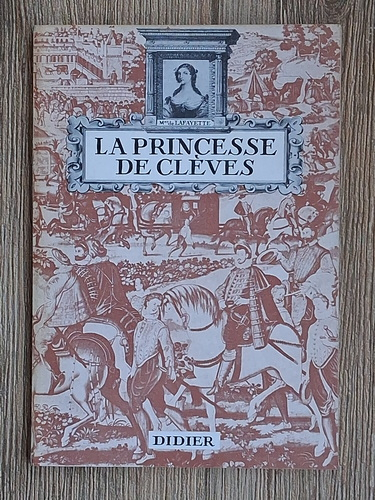 Mme de LAFAYETTE
LA PRINCESSE
DE CLÈVES
DIDIER